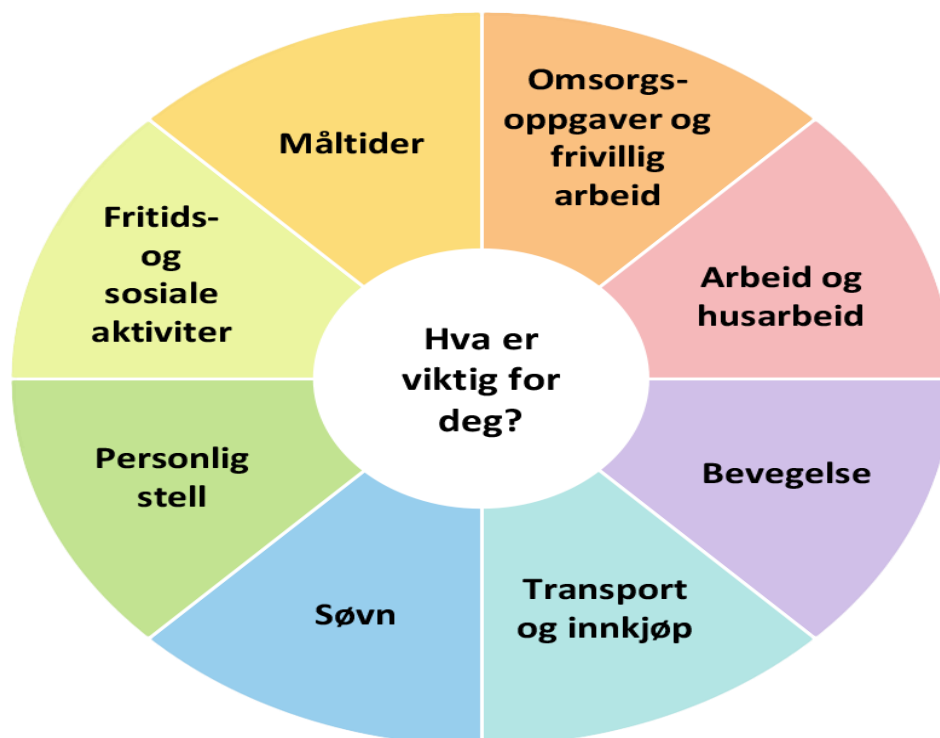 Hva er
viktig for
deg?
Omsorgs-
oppgaver og
frivillig
arbeid
Arbeid og
husarbeid
Bevegelse
Transport
og innkjøp
Søvn
Personlig
stell
Fritids-
og
sosiale
aktiviter
Måltider